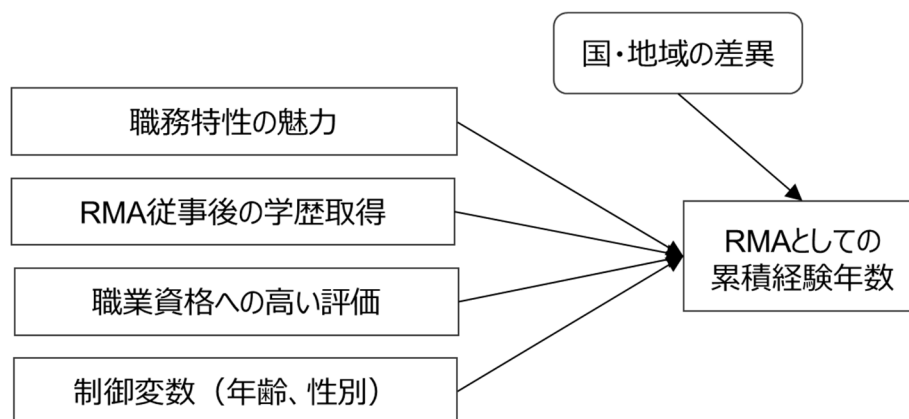 国・地域の差異
職務特性の魅力
RMA従事後の学歴取得
職業資格への高い評価
制御変数（年齢、性別）
RMAとしての
累積経験年数